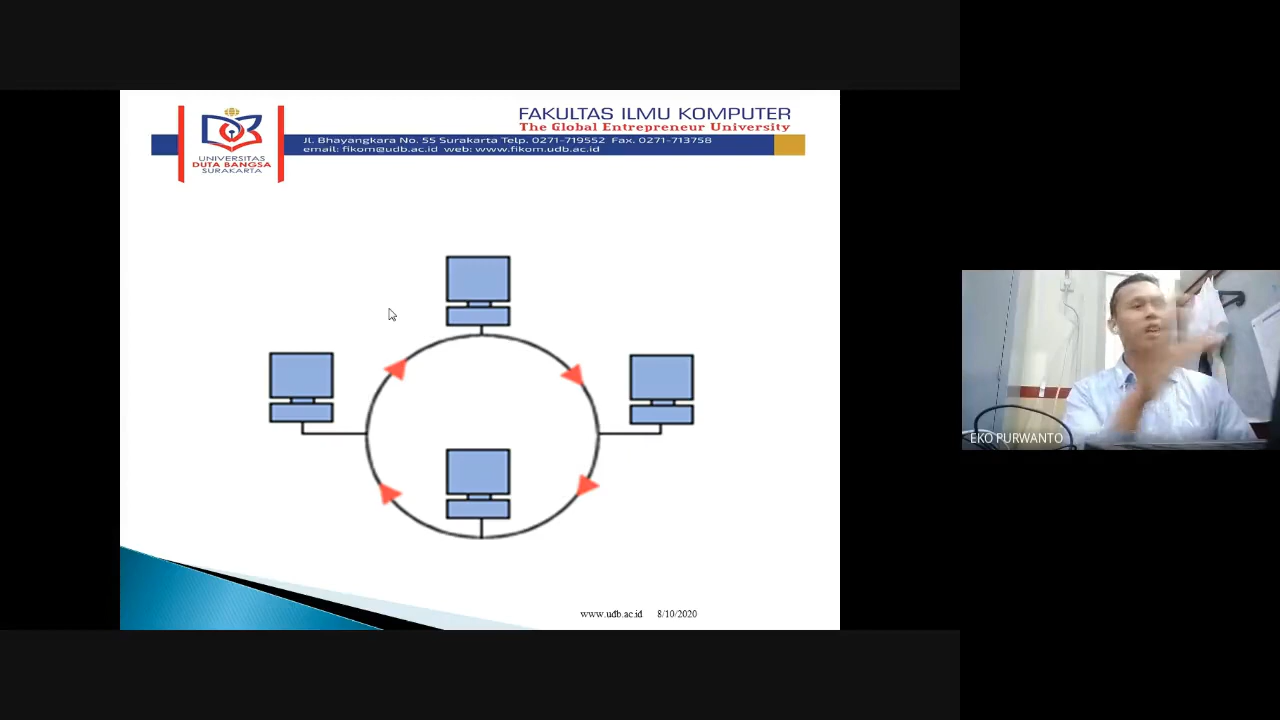 FAKULTAS ILMU KOMPUTER
The Global Entrepreneur University
Jl. Bhayangkara No. 55 Surakarta Telp. 0271-719552 Fax. 0271-713758
email: fikom@udb.ac.id web: www.fikom.udb.ac.id
UNIVERSITAS
DUTA BANGSA
SURAKARTA
EKO PURWANTO
www.udb.ac.id 8/10/2020